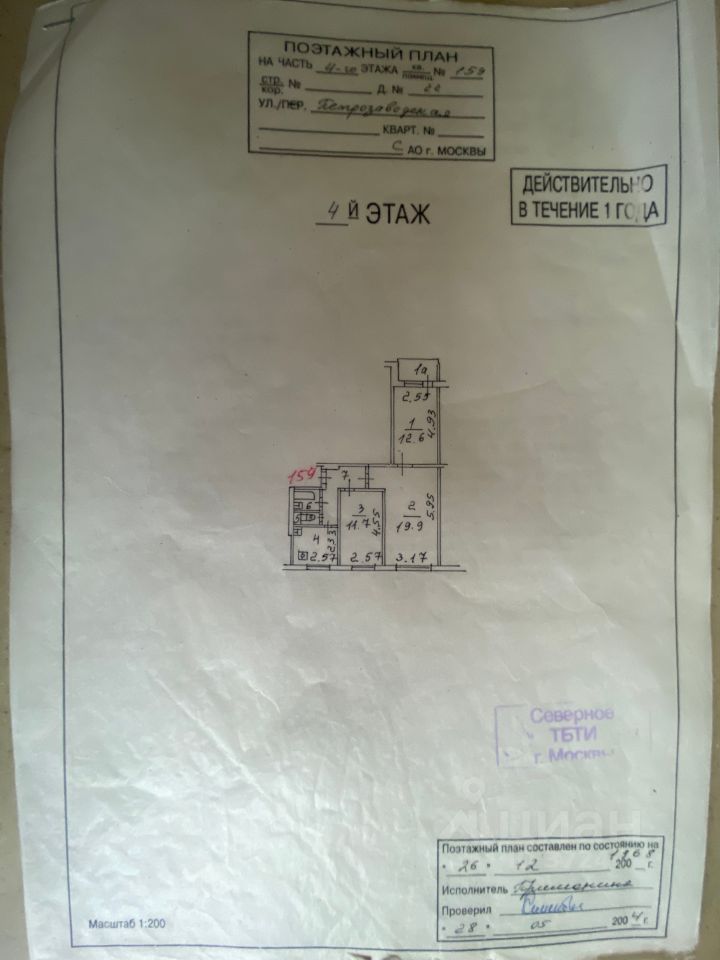 ПОЭТАЖНЫЙ ПЛАН
НА ЧАСТЬ 4-го ЭТАЖА кв. помещ. № 159
стр. кор. № Д. № 22
УЛ./ПЕР. Петрозаводская
КВАРТ. №
С АО г. МОСКВЫ
ДЕЙСТВИТЕЛЬНО
В ТЕЧЕНИЕ 1 ГОДА
4 Й ЭТАЖ
1а
2.55
1
12.6
4.93
159
7
6
5
3
11.7
4.55
2
19.9
5.95
4
2.33
2.57
2.57
3.17
Северное
ТБТИ
г. Москвы
циан
Поэтажный план составлен по состоянию на
" 26 " 12 1968 200 г.
Исполнитель
Проверил
" 28 " 05 2004 г.
Масштаб 1:200